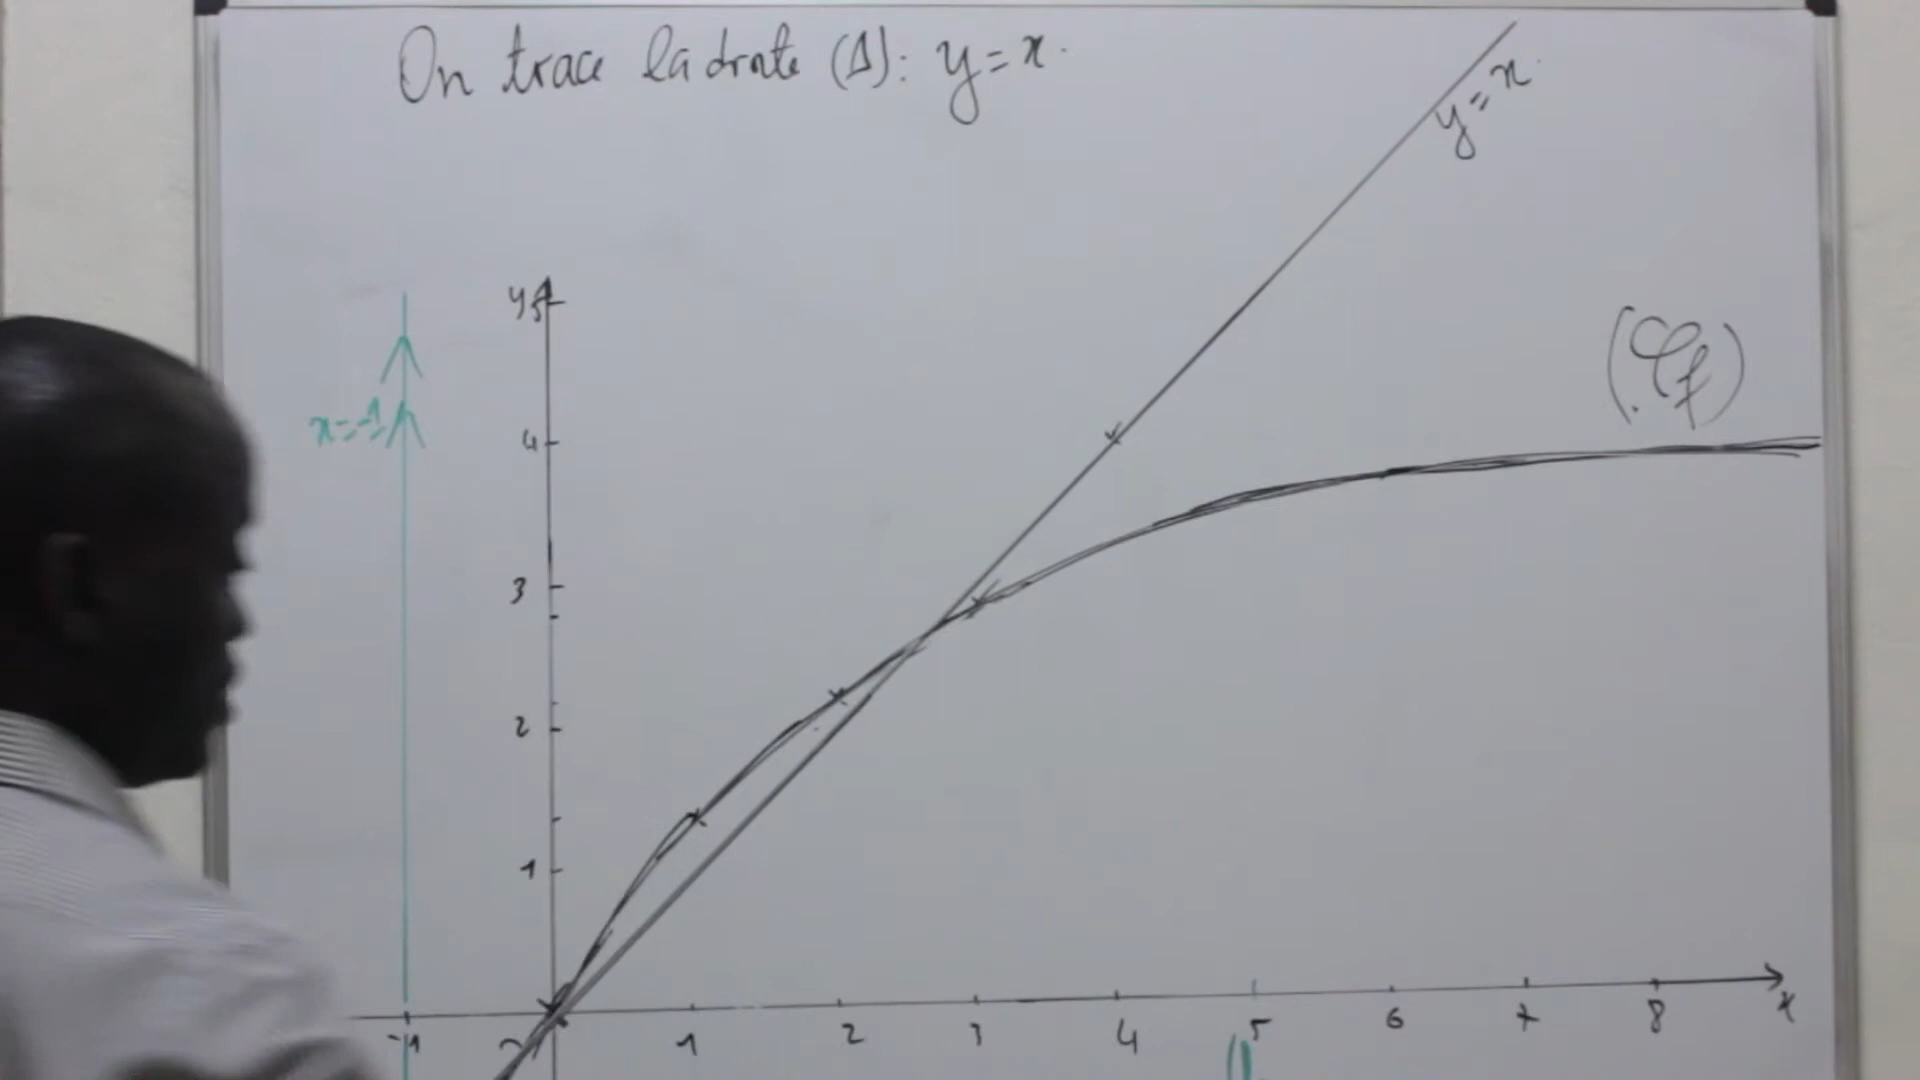 On trace la droite (Δ): y=x.
y=x
y 5
(Cf)
x=-1
4
3
2
1
-1 1 2 3 4 5 6 7 8 x